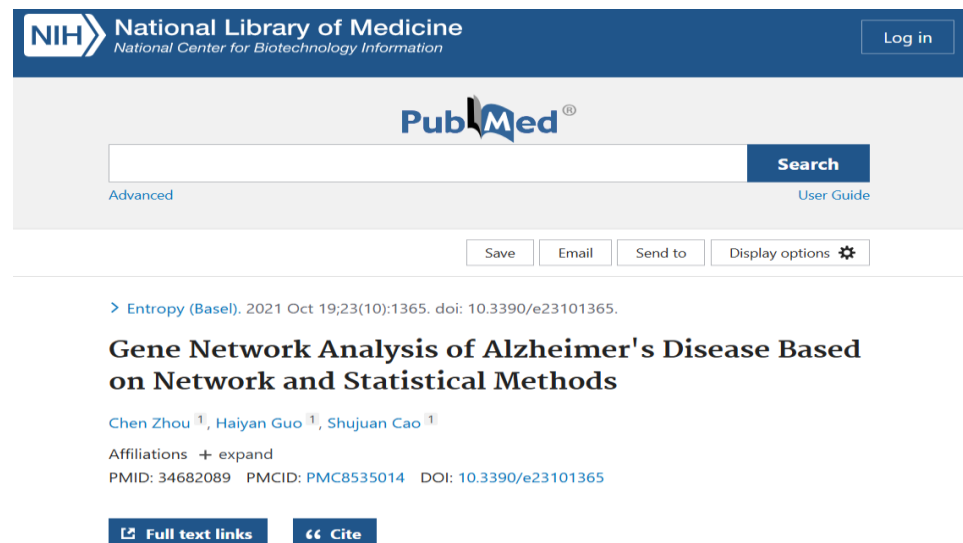 NIH National Library of Medicine
National Center for Biotechnology Information
Log in
PubMed®
Search
Advanced
User Guide
Save
Email
Send to
Display options
Entropy (Basel). 2021 Oct 19;23(10):1365. doi: 10.3390/e23101365.
Gene Network Analysis of Alzheimer's Disease Based
on Network and Statistical Methods
Chen Zhou 1, Haiyan Guo 1, Shujuan Cao 1
Affiliations + expand
PMID: 34682089 PMCID: PMC8535014 DOI: 10.3390/e23101365
Full text links
Cite